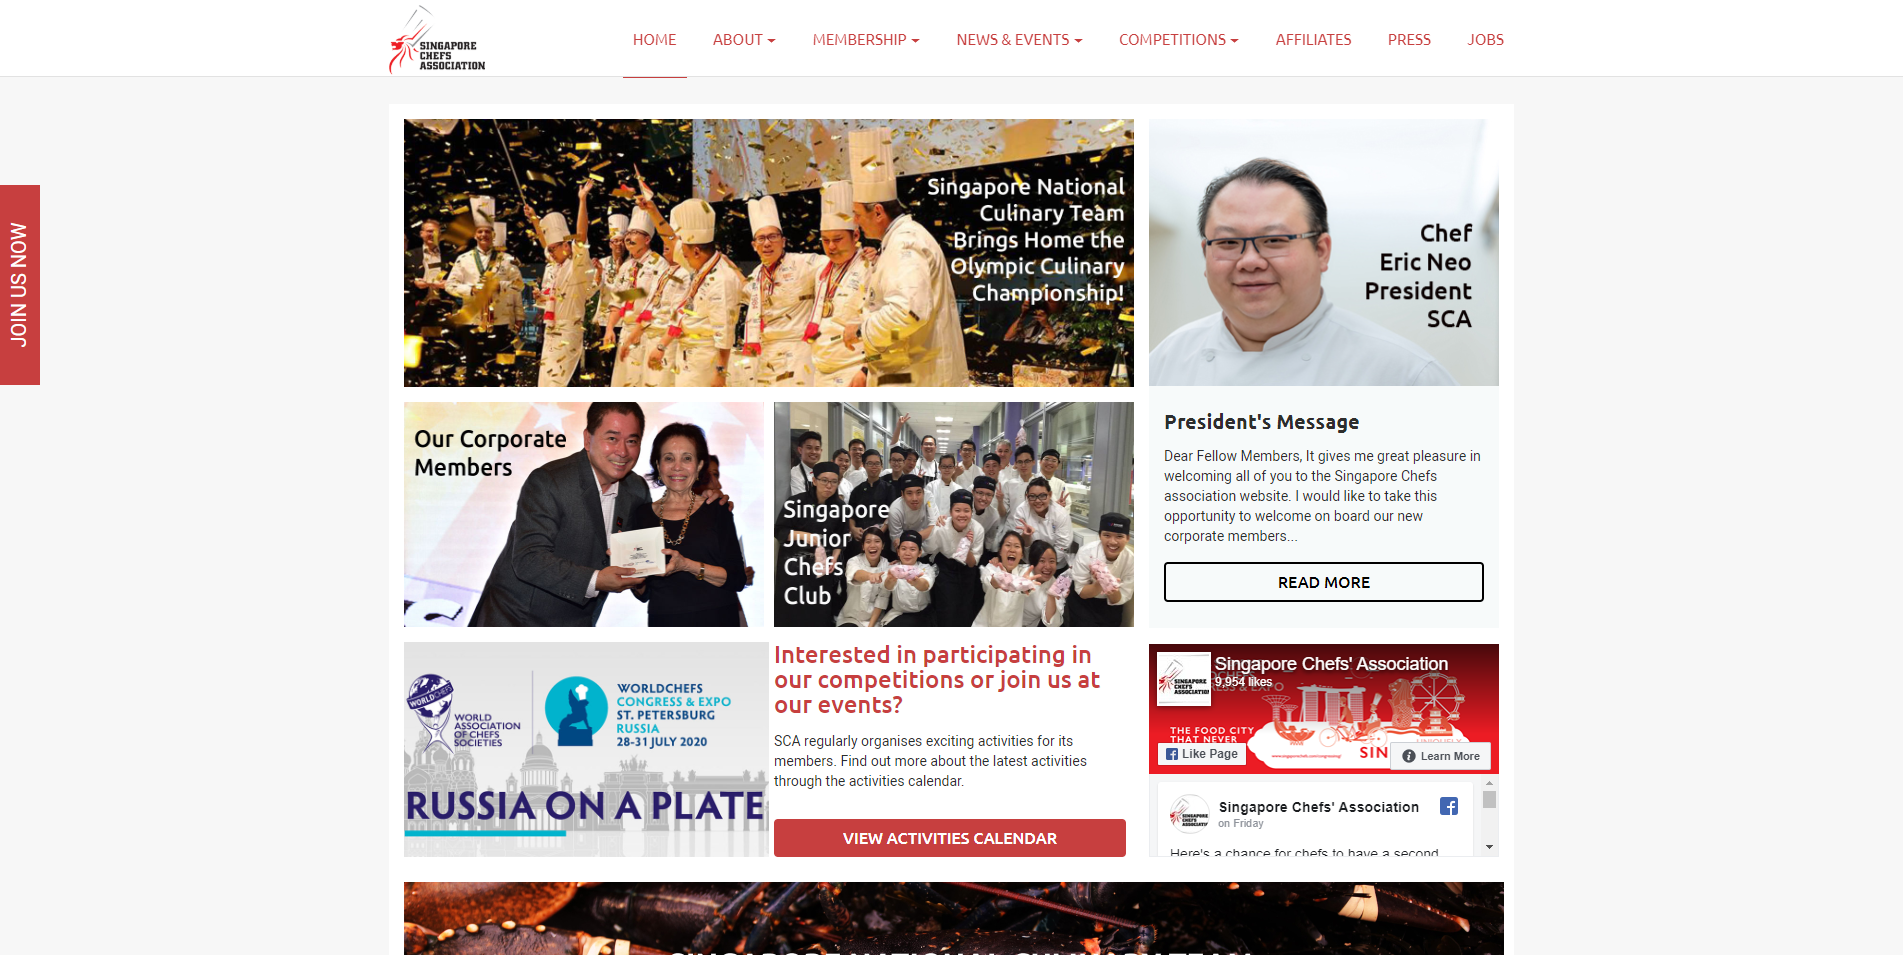 SINGAPORE
CHEFS
ASSOCIATION
HOME
ABOUT
MEMBERSHIP
NEWS & EVENTS
COMPETITIONS
AFFILIATES
PRESS
JOBS
JOIN US NOW
Singapore National
Culinary Team
Brings Home the
Olympic Culinary
Championship!
Chef
Eric Neo
President
SCA
Our Corporate
Members
Singapore
Junior
Chefs
Club
President's Message
Dear Fellow Members, It gives me great pleasure in
welcoming all of you to the Singapore Chefs
association website. I would like to take this
opportunity to welcome on board our new
corporate members...
READ MORE
WORLDCHEFS
WORLD
ASSOCIATION
OF CHEFS
SOCIETIES
WORLDCHEFS
CONGRESS & EXPO
ST. PETERSBURG
RUSSIA
28-31 JULY 2020
RUSSIA ON A PLATE
Interested in participating in
our competitions or join us at
our events?
SCA regularly organises exciting activities for its
members. Find out more about the latest activities
through the activities calendar.
VIEW ACTIVITIES CALENDAR
SINGAPORE
CHEFS
ASSOCIATION
Singapore Chefs' Association
9,954 likes
THE FOOD CITY
THAT NEVER
Like Page
Learn More
Singapore Chefs' Association
on Friday
Here's a chance for chefs to have a second
SINGAPORE NATIONAL CULINARY TEAM